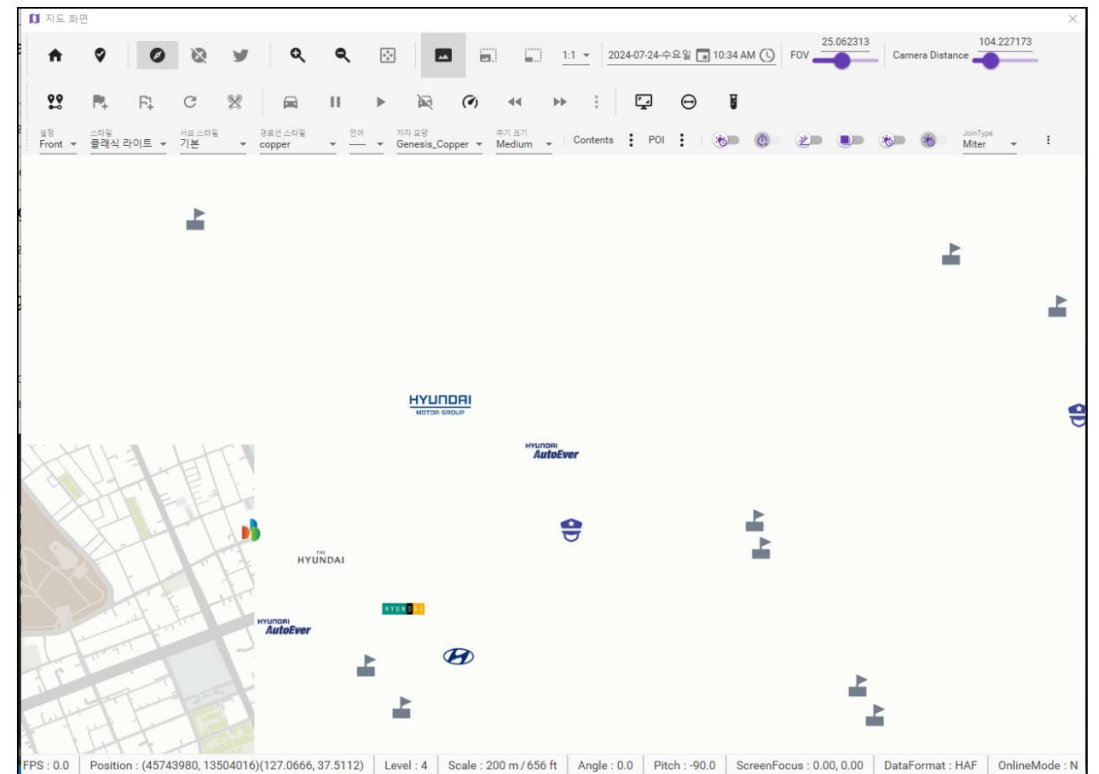 지도 화면
1:1
2024-07-24-수요일
10:34 AM
FOV
25.062313
Camera Distance
104.227173
설정
Front
스타일
클래식 라이트
서브 스타일
기본
경로선 스타일
copper
언어
자차 모양
Genesis_Copper
주기 크기
Medium
Contents
POI
JoinType
Miter
HYUNDAI
MOTOR GROUP
HYUNDAI
AutoEver
THE
HYUNDAI
HYUNDAI
HYUNDAI
AutoEver
FPS : 0.0
Position : (45743980, 13504016)(127.0666, 37.5112)
Level : 4
Scale : 200 m / 656 ft
Angle : 0.0
Pitch : -90.0
ScreenFocus : 0.00, 0.00
DataFormat : HAF
OnlineMode : N